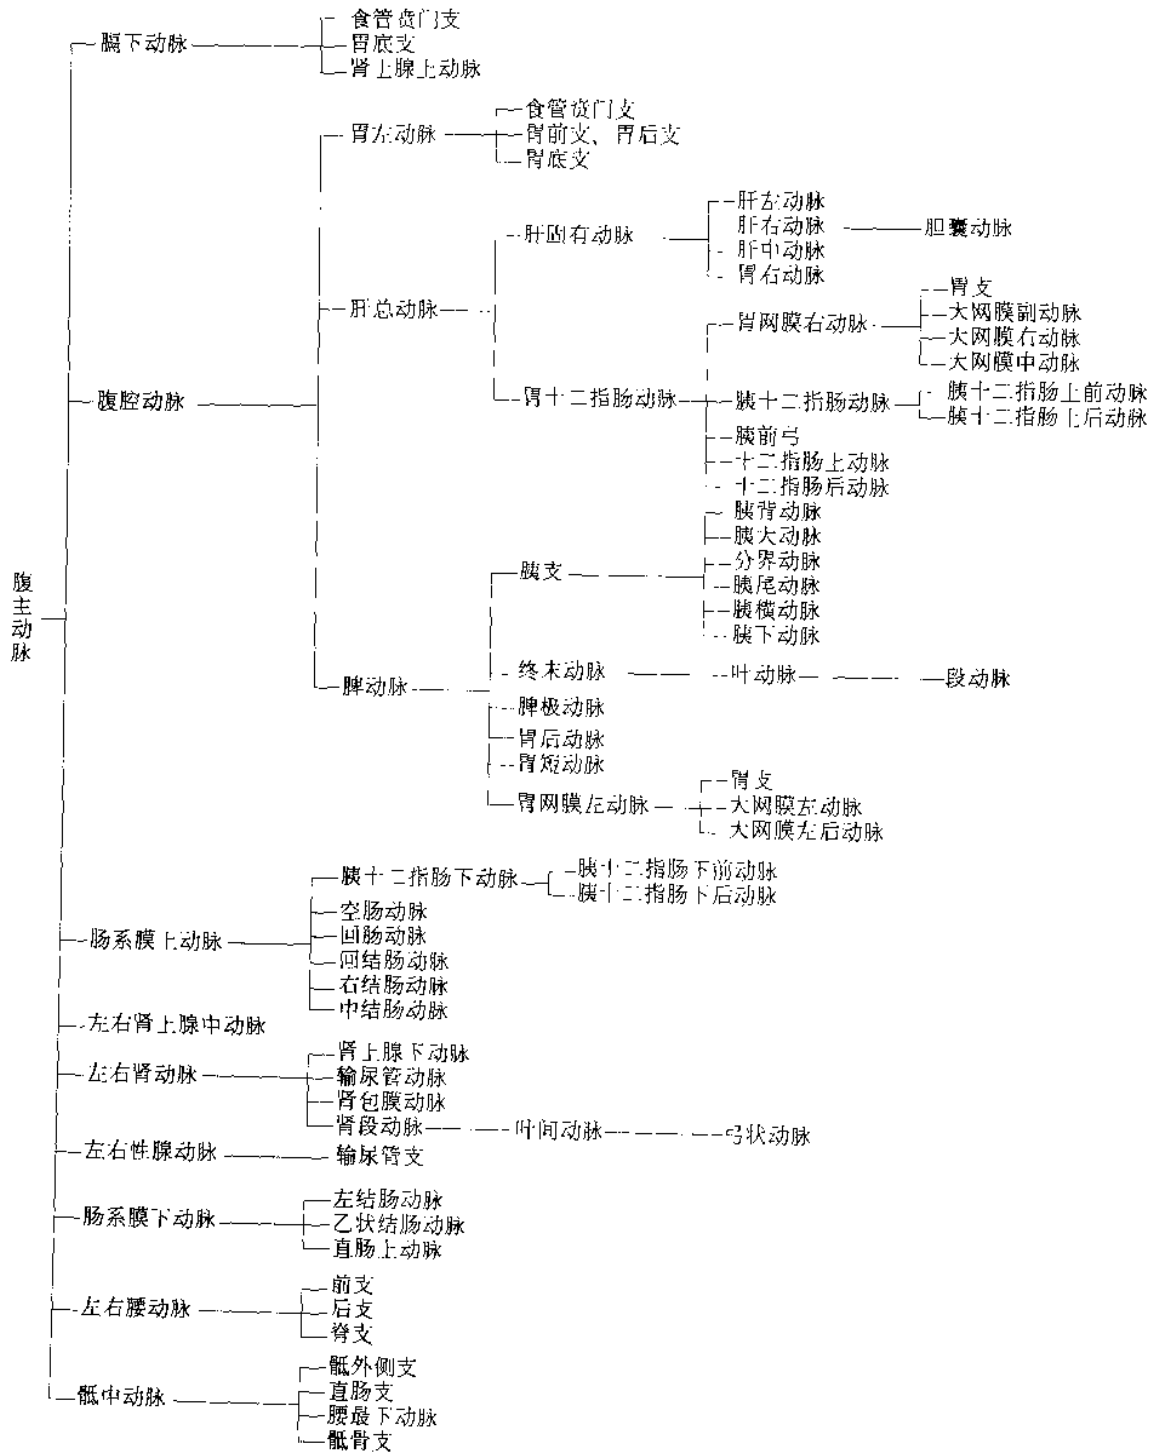 膈下动脉
食管贲门支
胃底支
肾上腺上动脉
腹腔动脉
胃左动脉
食管贲门支
胃前支、胃后支
胃底支
肝总动脉
肝固有动脉
肝左动脉
肝右动脉
胆囊动脉
肝中动脉
胃右动脉
胃十二指肠动脉
胃网膜右动脉
胃支
大网膜副动脉
大网膜右动脉
大网膜中动脉
胰十二指肠动脉
胰十二指肠上前动脉
胰十二指肠上后动脉
胰前弓
十二指肠上动脉
十二指肠后动脉
脾动脉
胰支
胰背动脉
胰大动脉
分界动脉
胰尾动脉
胰横动脉
胰下动脉
终末动脉
叶动脉
段动脉
脾极动脉
胃后动脉
胃短动脉
胃网膜左动脉
胃支
大网膜左动脉
大网膜左后动脉
腹主动脉
肠系膜上动脉
胰十二指肠下动脉
胰十二指肠下前动脉
胰十二指肠下后动脉
空肠动脉
回肠动脉
回结肠动脉
右结肠动脉
中结肠动脉
左右肾上腺中动脉
左右肾动脉
肾上腺下动脉
输尿管动脉
肾包膜动脉
肾段动脉
叶间动脉
弓状动脉
左右性腺动脉
输尿管支
肠系膜下动脉
左结肠动脉
乙状结肠动脉
直肠上动脉
左右腰动脉
前支
后支
脊支
骶中动脉
骶外侧支
直肠支
腰最下动脉
骶骨支